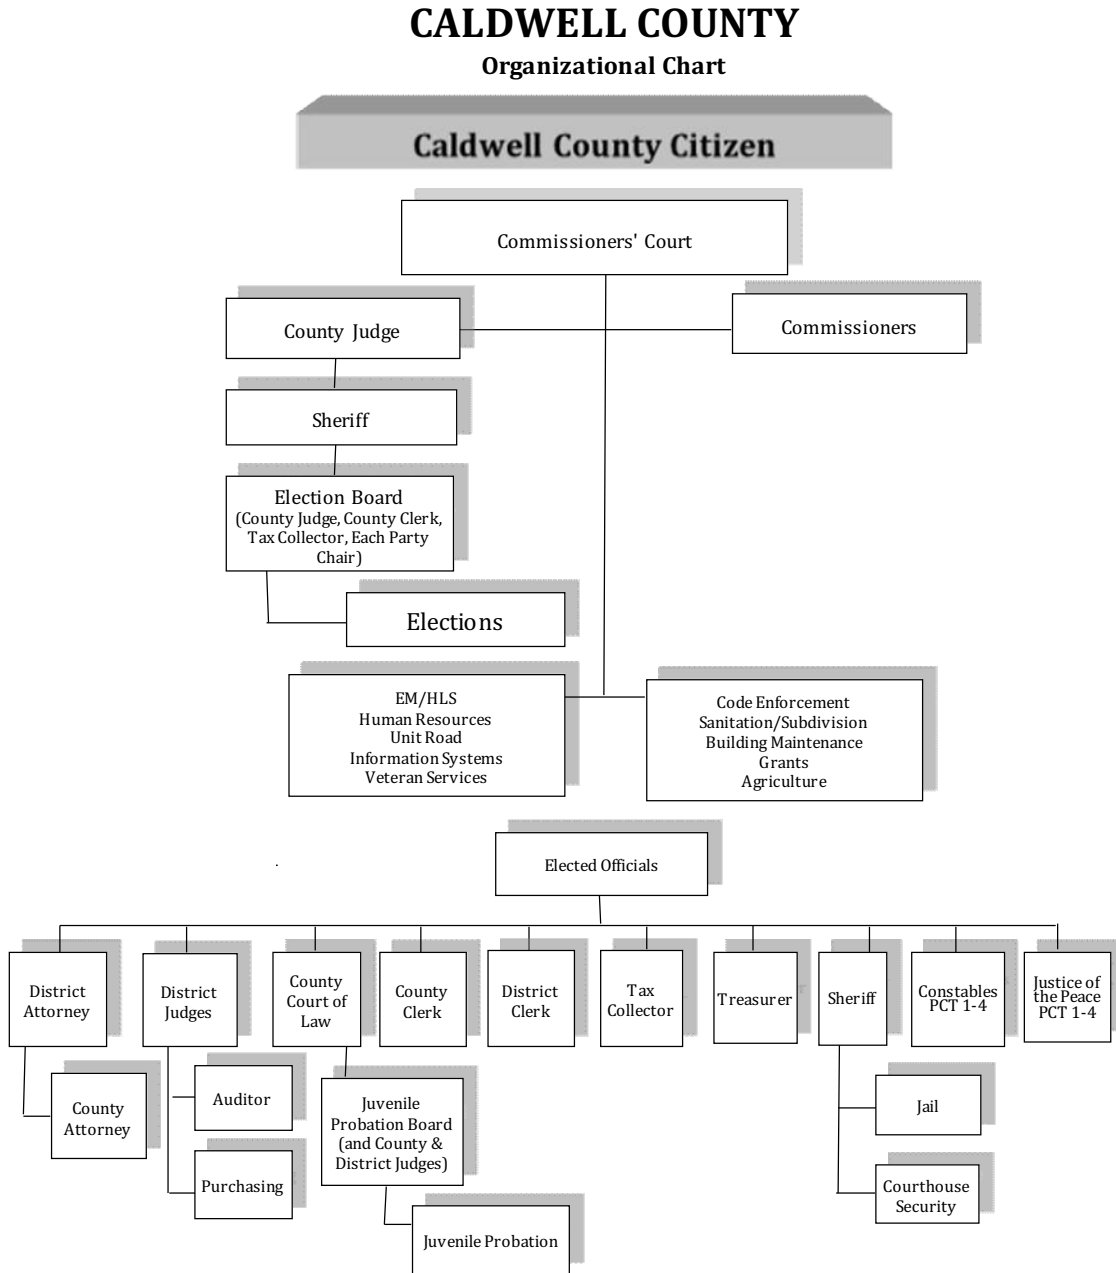 CALDWELL COUNTY
Organizational Chart
Caldwell County Citizen
Commissioners' Court
County Judge
Commissioners
Sheriff
Election Board
(County Judge, County Clerk,
Tax Collector, Each Party
Chair)
Elections
EM/HLS
Human Resources
Unit Road
Information Systems
Veteran Services
Code Enforcement
Sanitation/Subdivision
Building Maintenance
Grants
Agriculture
Elected Officials
District
Attorney
District
Judges
County
Court of
Law
County
Clerk
District
Clerk
Tax
Collector
Treasurer
Sheriff
Constables
PCT 1-4
Justice of
the Peace
PCT 1-4
County
Attorney
Auditor
Purchasing
Juvenile
Probation Board
(and County &
District Judges)
Juvenile Probation
Jail
Courthouse
Security